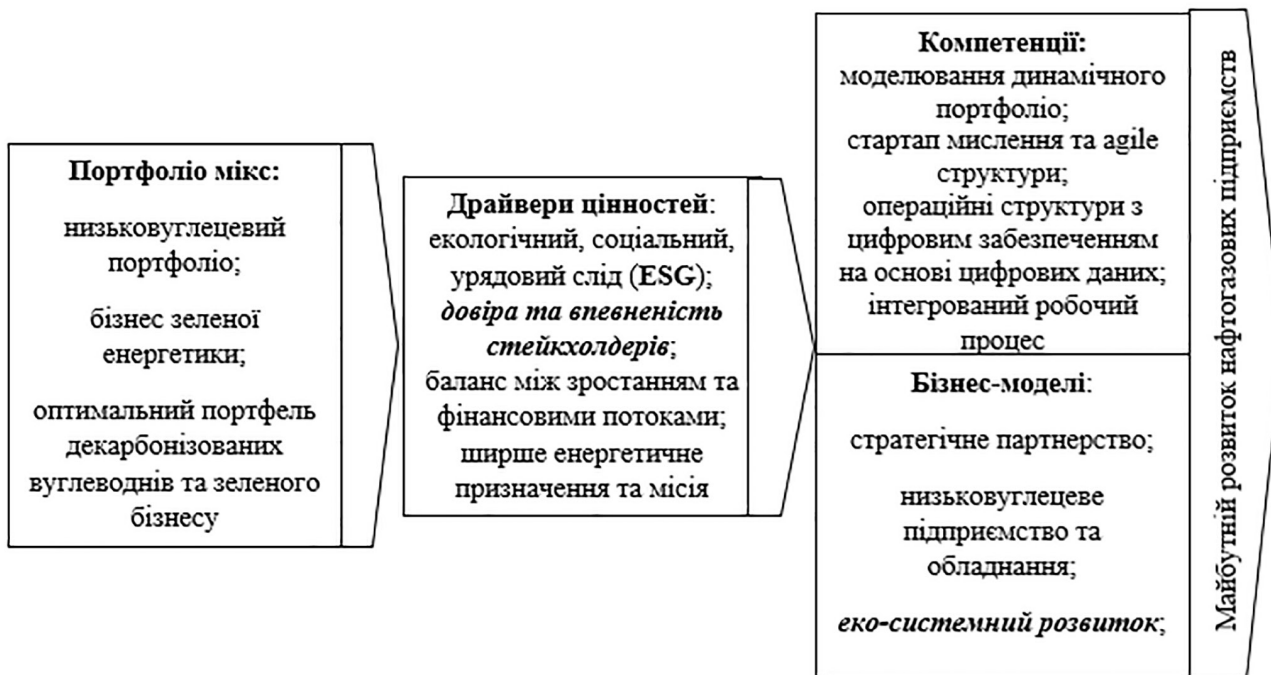 Портфоліо мікс:
низьковуглецевий
портфоліо;
бізнес зеленої
енергетики;
оптимальний портфель
декарбонізованих
вуглеводнів та зеленого
бізнесу
Драйвери цінностей:
екологічний, соціальний,
урядовий слід (ESG);
довіра та впевненість
стейкхолдерів;
баланс між зростанням та
фінансовими потоками;
ширше енергетичне
призначення та місія
Компетенції:
моделювання динамічного
портфоліо;
стартап мислення та agile
структури;
операційні структури з
цифровим забезпеченням
на основі цифрових даних;
інтегрований робочий
процес
Бізнес-моделі:
стратегічне партнерство;
низьковуглецеве
підприємство та
обладнання;
еко-системний розвиток;
Майбутній розвиток нафтогазових підприємств